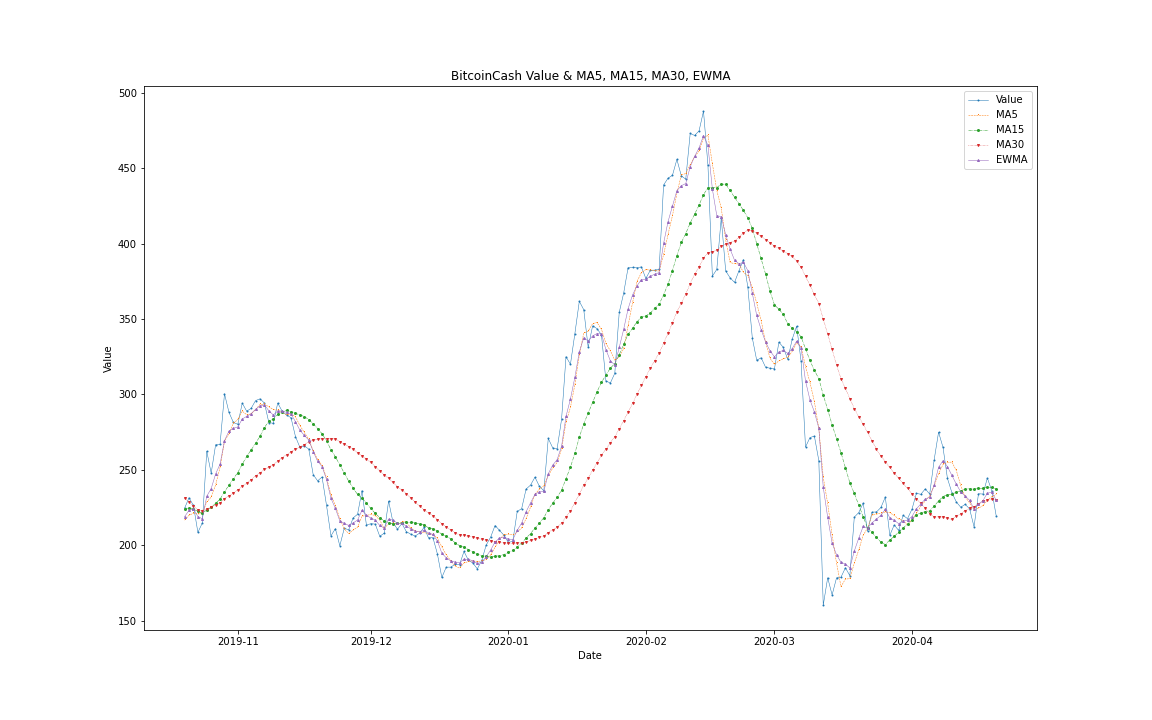 BitcoinCash Value & MA5, MA15, MA30, EWMA
500
450
400
350
300
250
200
150
Value
2019-11
2019-12
2020-01
2020-02
2020-03
2020-04
Date
Value
MA5
MA15
MA30
EWMA